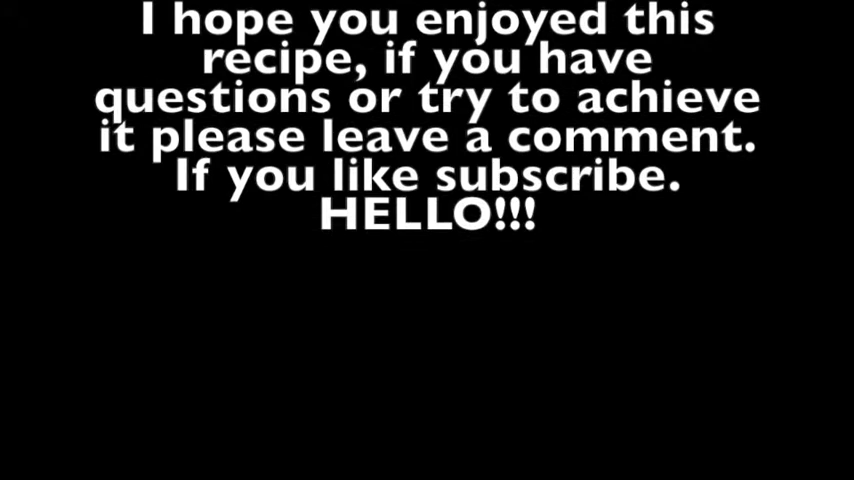 I hope you enjoyed this
recipe, if you have
questions or try to achieve
it please leave a comment.
If you like subscribe.
HELLO!!!